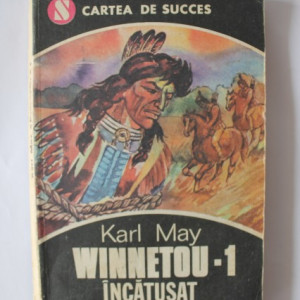 S CARTEA DE SUCCES
Karl May
WINNETOU-1
ÎNCĂTUȘAT